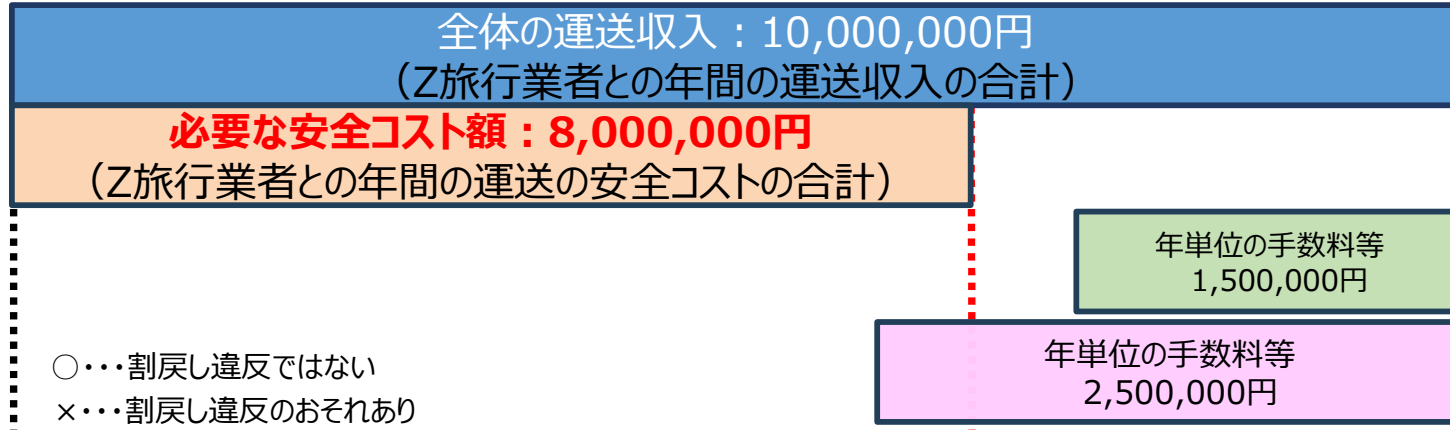 全体の運送収入：10,000,000円
（Z旅行業者との年間の運送収入の合計）
必要な安全コスト額：8,000,000円
（Z旅行業者との年間の運送の安全コストの合計）
年単位の手数料等
1,500,000円
年単位の手数料等
2,500,000円
○・・・割戻し違反ではない
×・・・割戻し違反のおそれあり